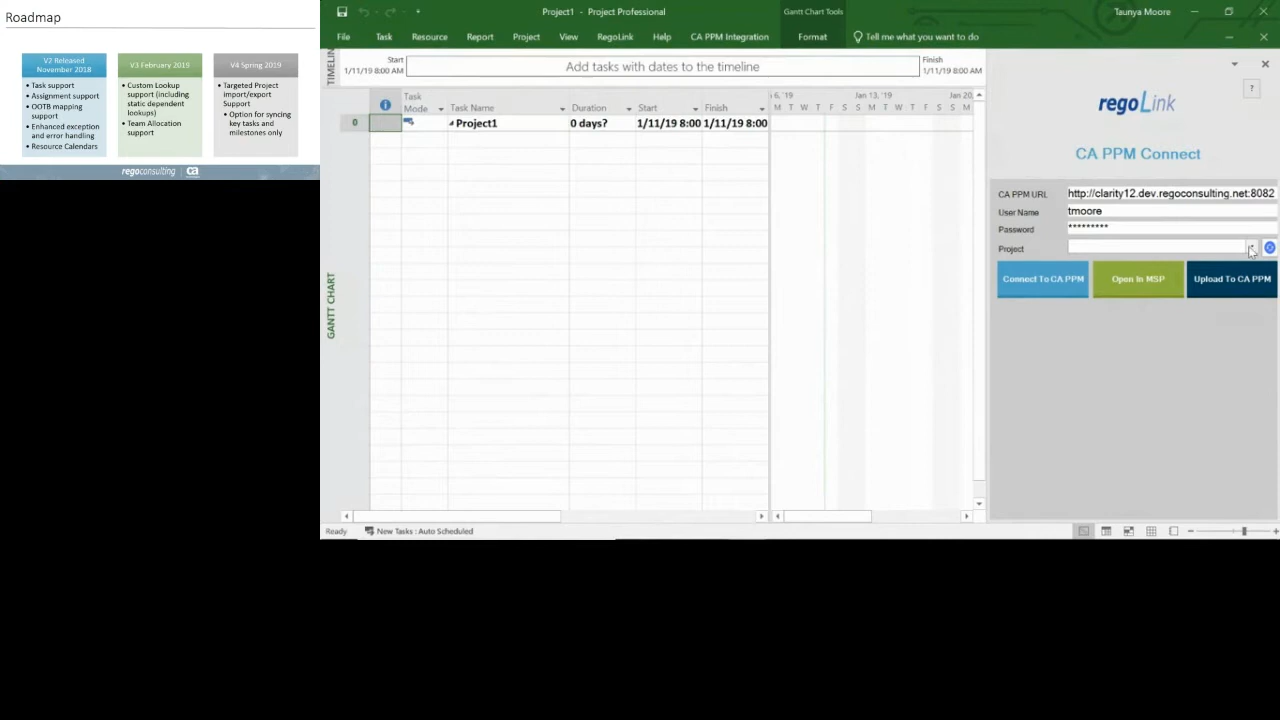 Roadmap
V2 Released
November 2018
• Task support
• Assignment support
• OOTB mapping
support
• Enhanced exception
and error handling
• Resource Calendars
V3 February 2019
• Custom Lookup
support (including
static dependent
lookups)
• Team Allocation
support
V4 Spring 2019
• Targeted Project
import/export
Support
• Option for syncing
key tasks and
milestones only
regoconsulting | ca
Project1 - Project Professional
Gantt Chart Tools
Taunya Moore
File Task Resource Report Project View RegoLink Help CA PPM Integration Format Tell me what you want to do
TIMELIN
Start
1/11/19 8:00 AM
Add tasks with dates to the timeline
Finish
1/11/19 8:00 AM
Task
Mode Task Name Duration Start Finish
0 Project1 0 days? 1/11/19 8:00 1/11/19 8:00
i 6, '19 Jan 13, '19 Jan 20,
M T W T F S S M T W T F S S M
GANTT CHART
regoLink
?
CA PPM Connect
CA PPM URL http://clarity12.dev.regoconsulting.net:8082
User Name tmoore
Password *********
Project
Connect To CA PPM Open In MSP Upload To CA PPM
Ready New Tasks : Auto Scheduled